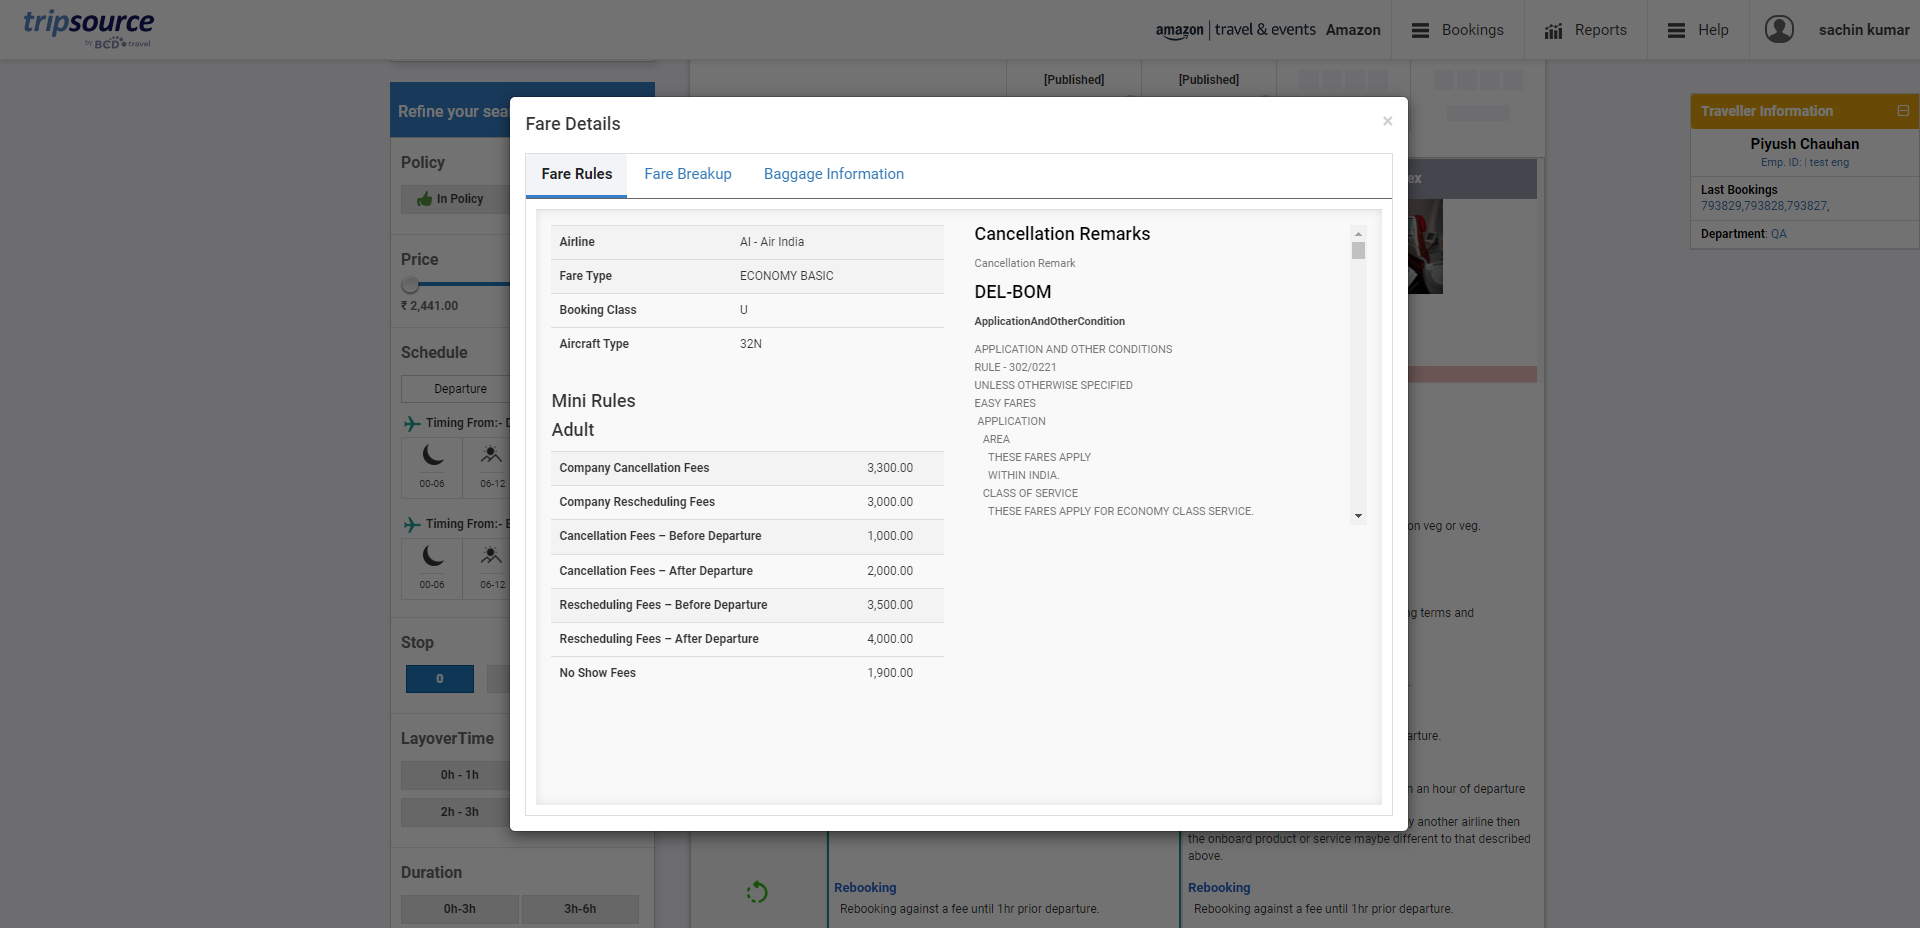 tripsource
by BCD travel
amazon | travel & events Amazon
Bookings
Reports
Help
sachin kumar
[Published]
[Published]
Refine your sea
Policy
In Policy
Price
₹ 2,441.00
Schedule
Departure
Timing From:- D
00-06
06-12
Timing From:-
00-06
06-12
Stop
0
LayoverTime
0h - 1h
2h - 3h
Duration
0h-3h
3h-6h
Fare Details
×
Fare Rules
Fare Breakup
Baggage Information
Airline AI - Air India
Fare Type ECONOMY BASIC
Booking Class U
Aircraft Type 32N
Mini Rules
Adult
Company Cancellation Fees 3,300.00
Company Rescheduling Fees 3,000.00
Cancellation Fees – Before Departure 1,000.00
Cancellation Fees – After Departure 2,000.00
Rescheduling Fees – Before Departure 3,500.00
Rescheduling Fees – After Departure 4,000.00
No Show Fees 1,900.00
Cancellation Remarks
Cancellation Remark
DEL-BOM
ApplicationAndOtherCondition
APPLICATION AND OTHER CONDITIONS
RULE - 302/0221
UNLESS OTHERWISE SPECIFIED
EASY FARES
APPLICATION
AREA
THESE FARES APPLY
WITHIN INDIA.
CLASS OF SERVICE
THESE FARES APPLY FOR ECONOMY CLASS SERVICE.
Traveller Information
Piyush Chauhan
Emp. ID: | test eng
Last Bookings
793829,793828,793827,
Department: QA
ex
on veg or veg.
g terms and
arture.
n an hour of departure
y another airline then
the onboard product or service maybe different to that described
above.
Rebooking
Rebooking against a fee until 1hr prior departure.
Rebooking
Rebooking against a fee until 1hr prior departure.